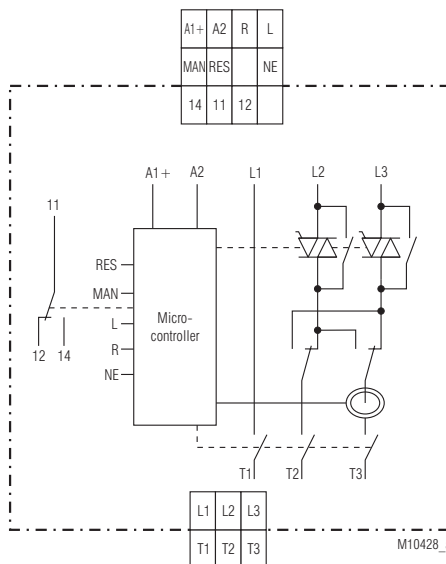 A1+ A2 R L
MAN RES NE
14 11 12
A1+ A2 L1 L2 L3
11
RES
MAN
L
R
NE
Micro-
controller
12 14
T1 T2 T3
L1 L2 L3
T1 T2 T3
M10428_